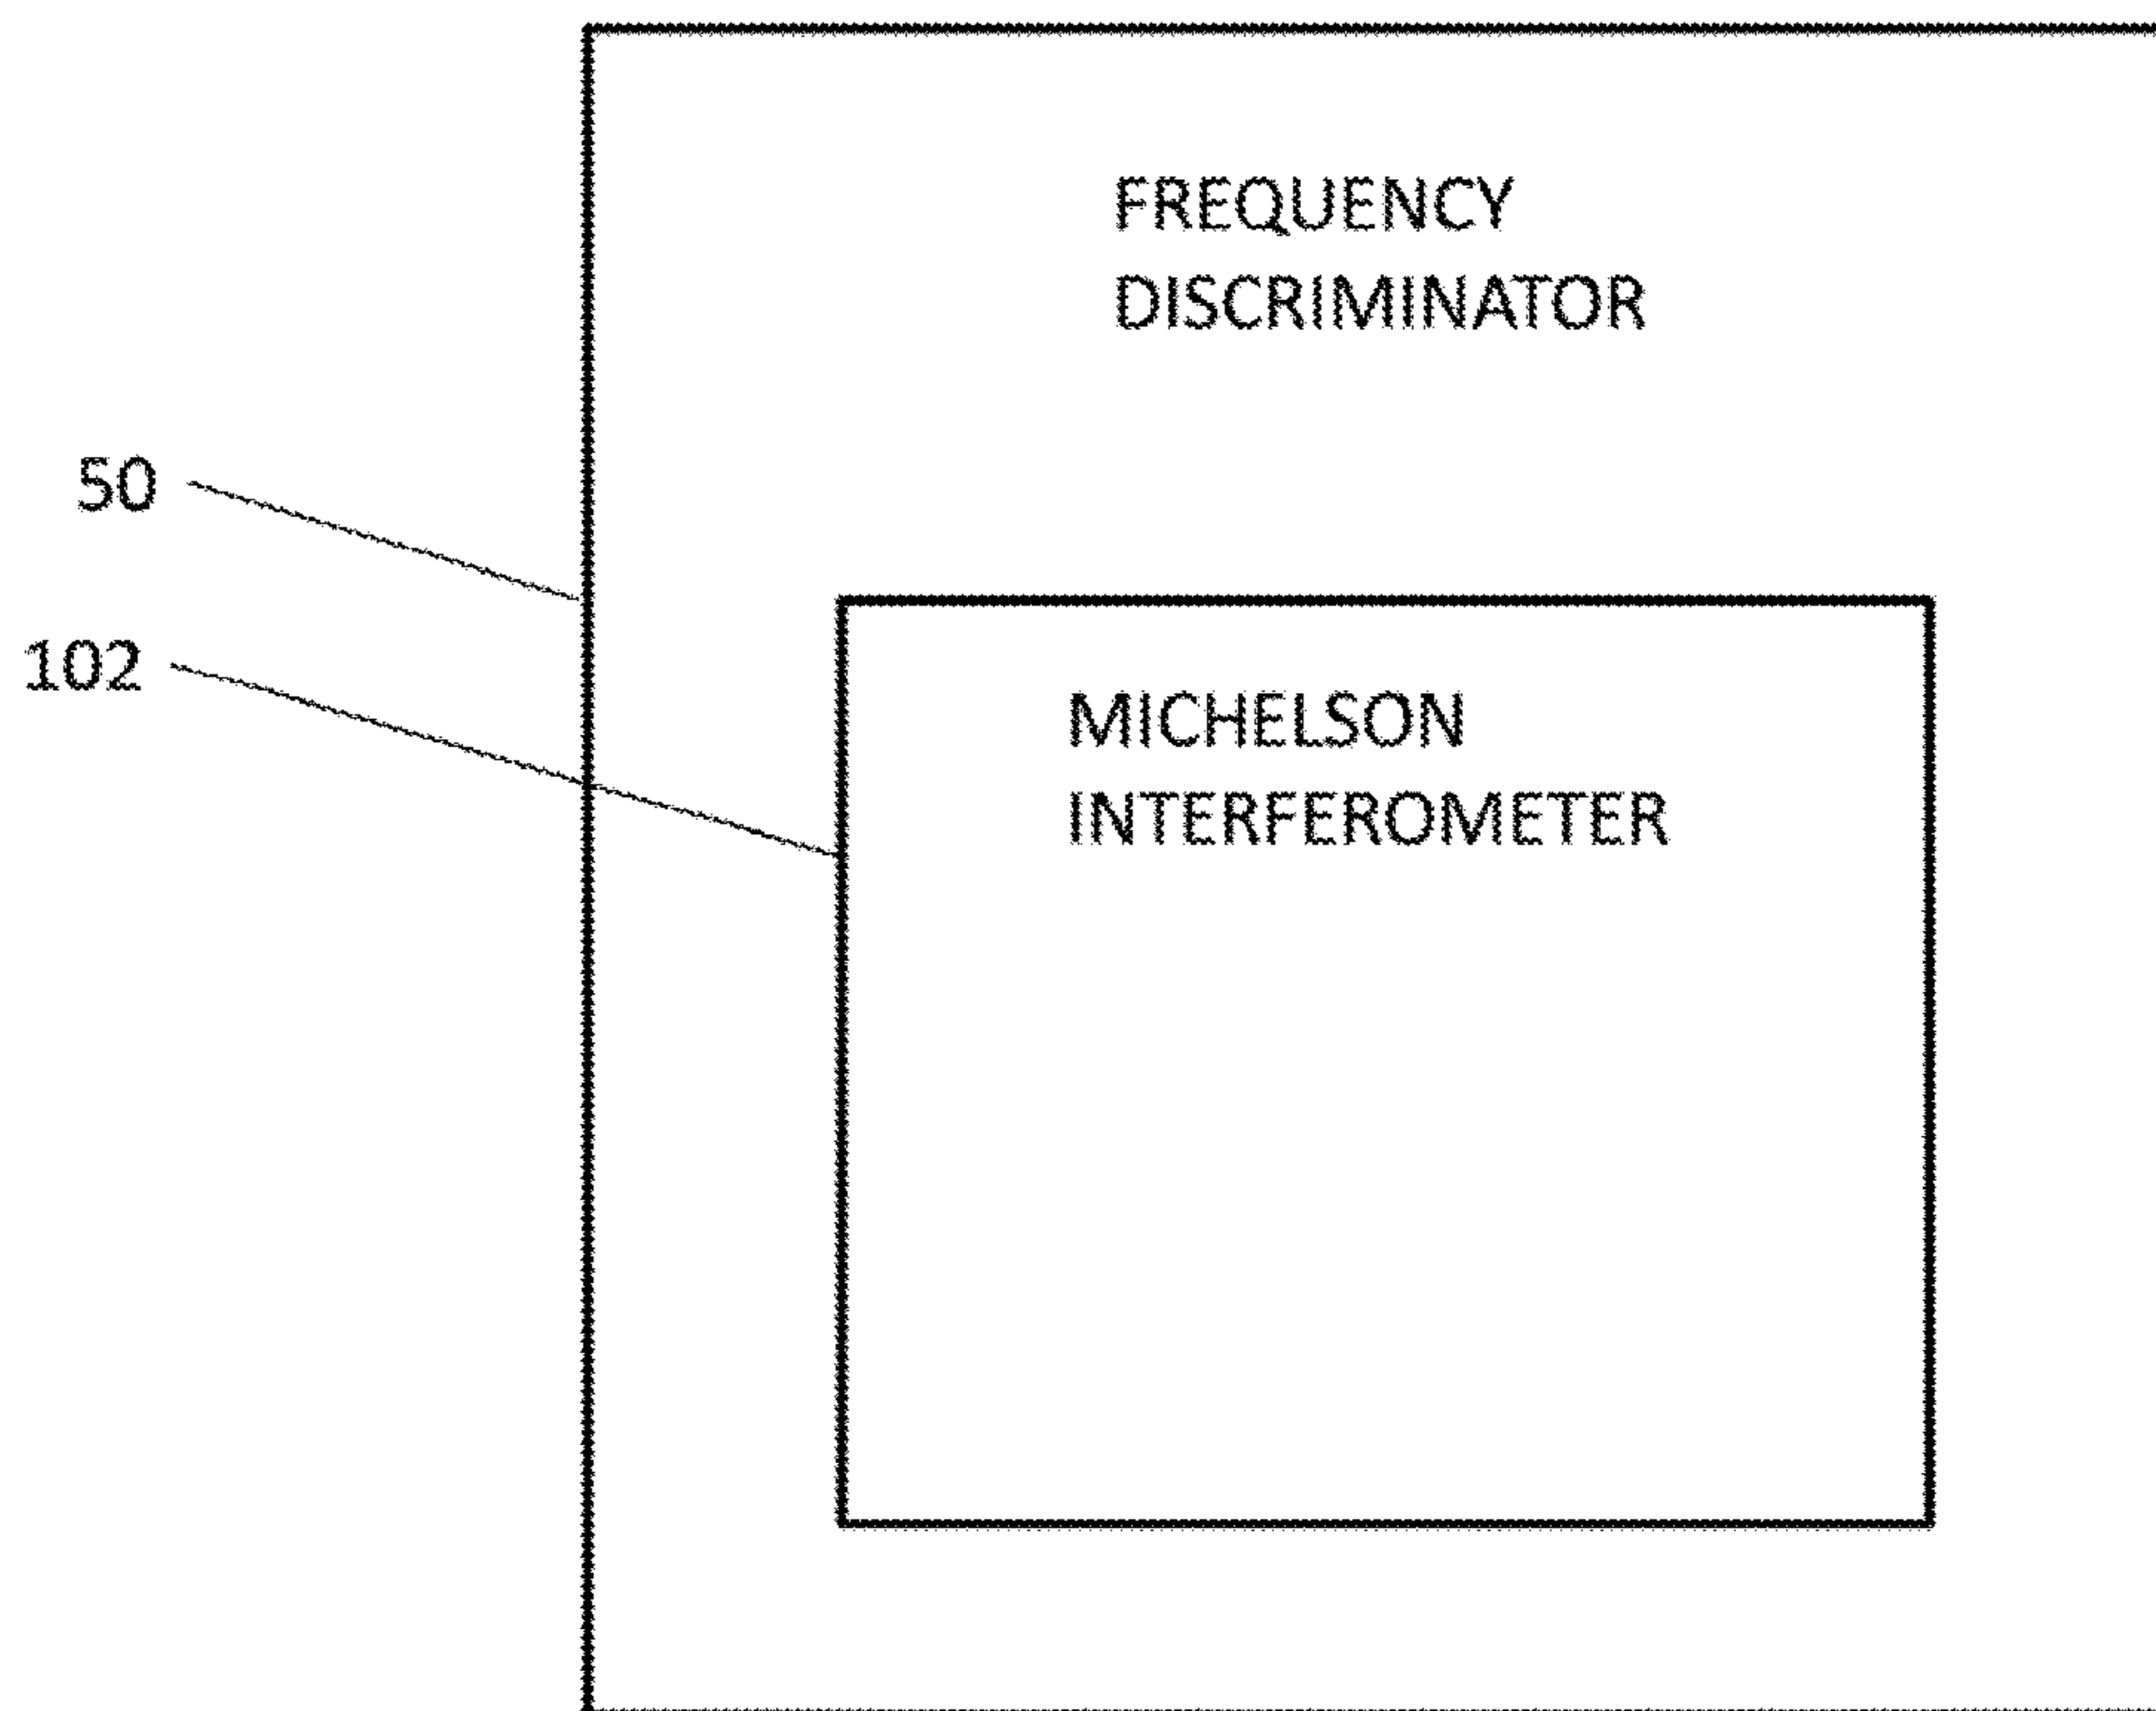 FREQUENCY
DISCRIMINATOR
50
102
MICHELSON
INTERFEROMETER